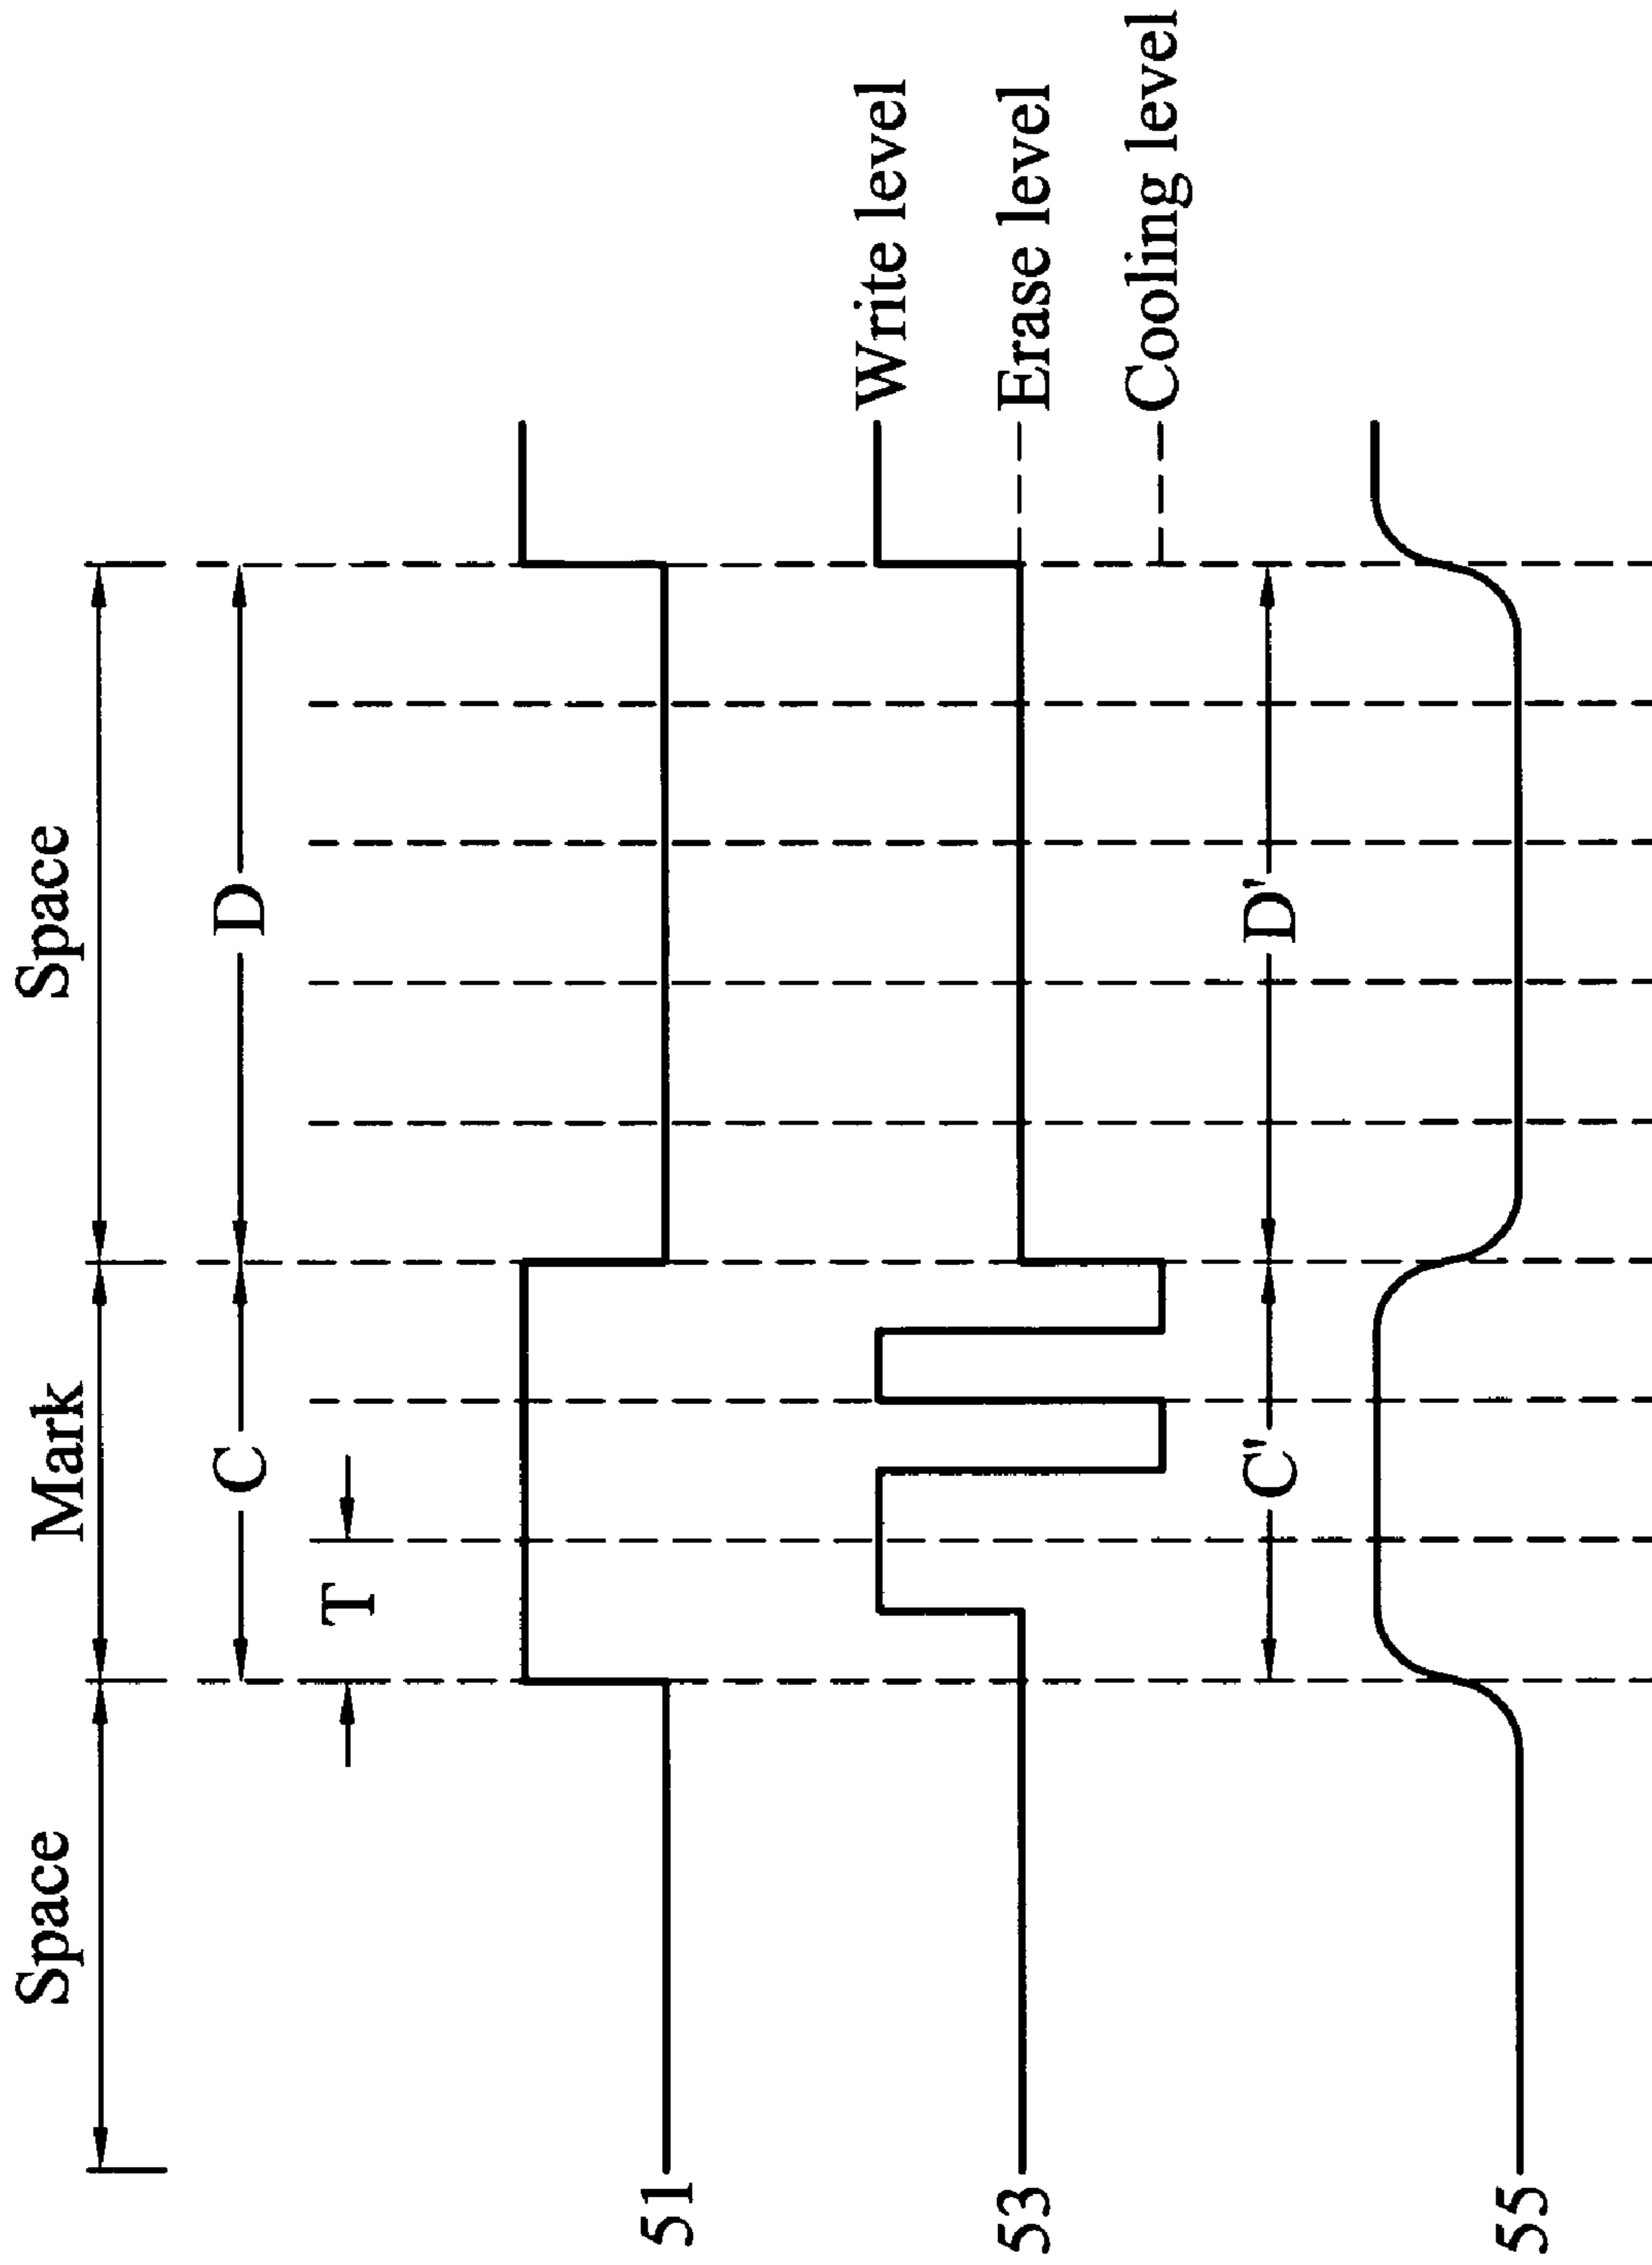 Space
Mark
Space
C
D
T
51
Write level
53
Erase level
Cooling level
C'
D'
55